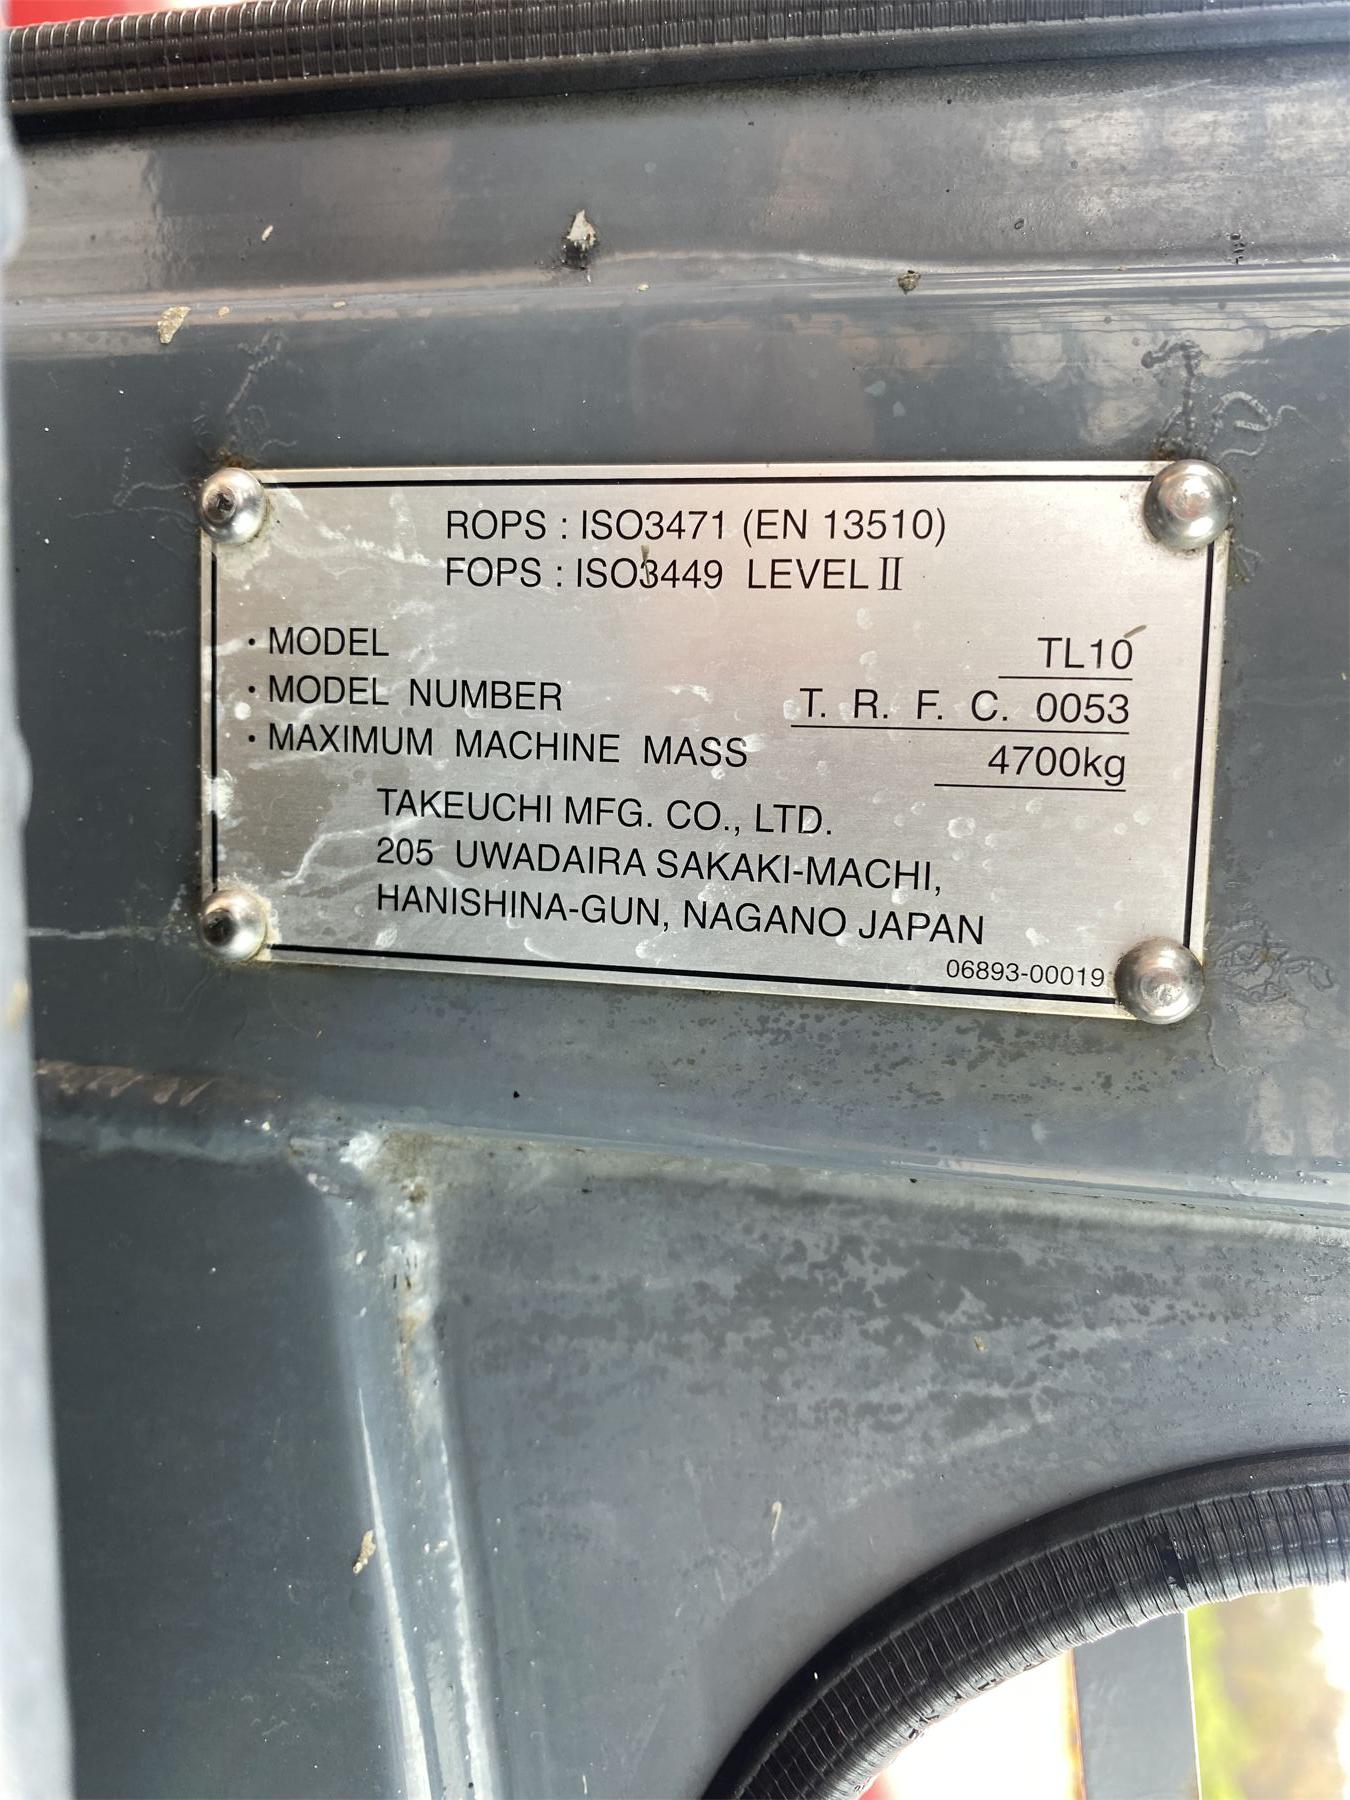 ROPS : ISO3471 (EN 13510)
FOPS : ISO3449 LEVEL II
· MODEL TL10
· MODEL NUMBER T. R. F. C. 0053
· MAXIMUM MACHINE MASS 4700kg
TAKEUCHI MFG. CO., LTD.
205 UWADAIRA SAKAKI-MACHI,
HANISHINA-GUN, NAGANO JAPAN
06893-00019